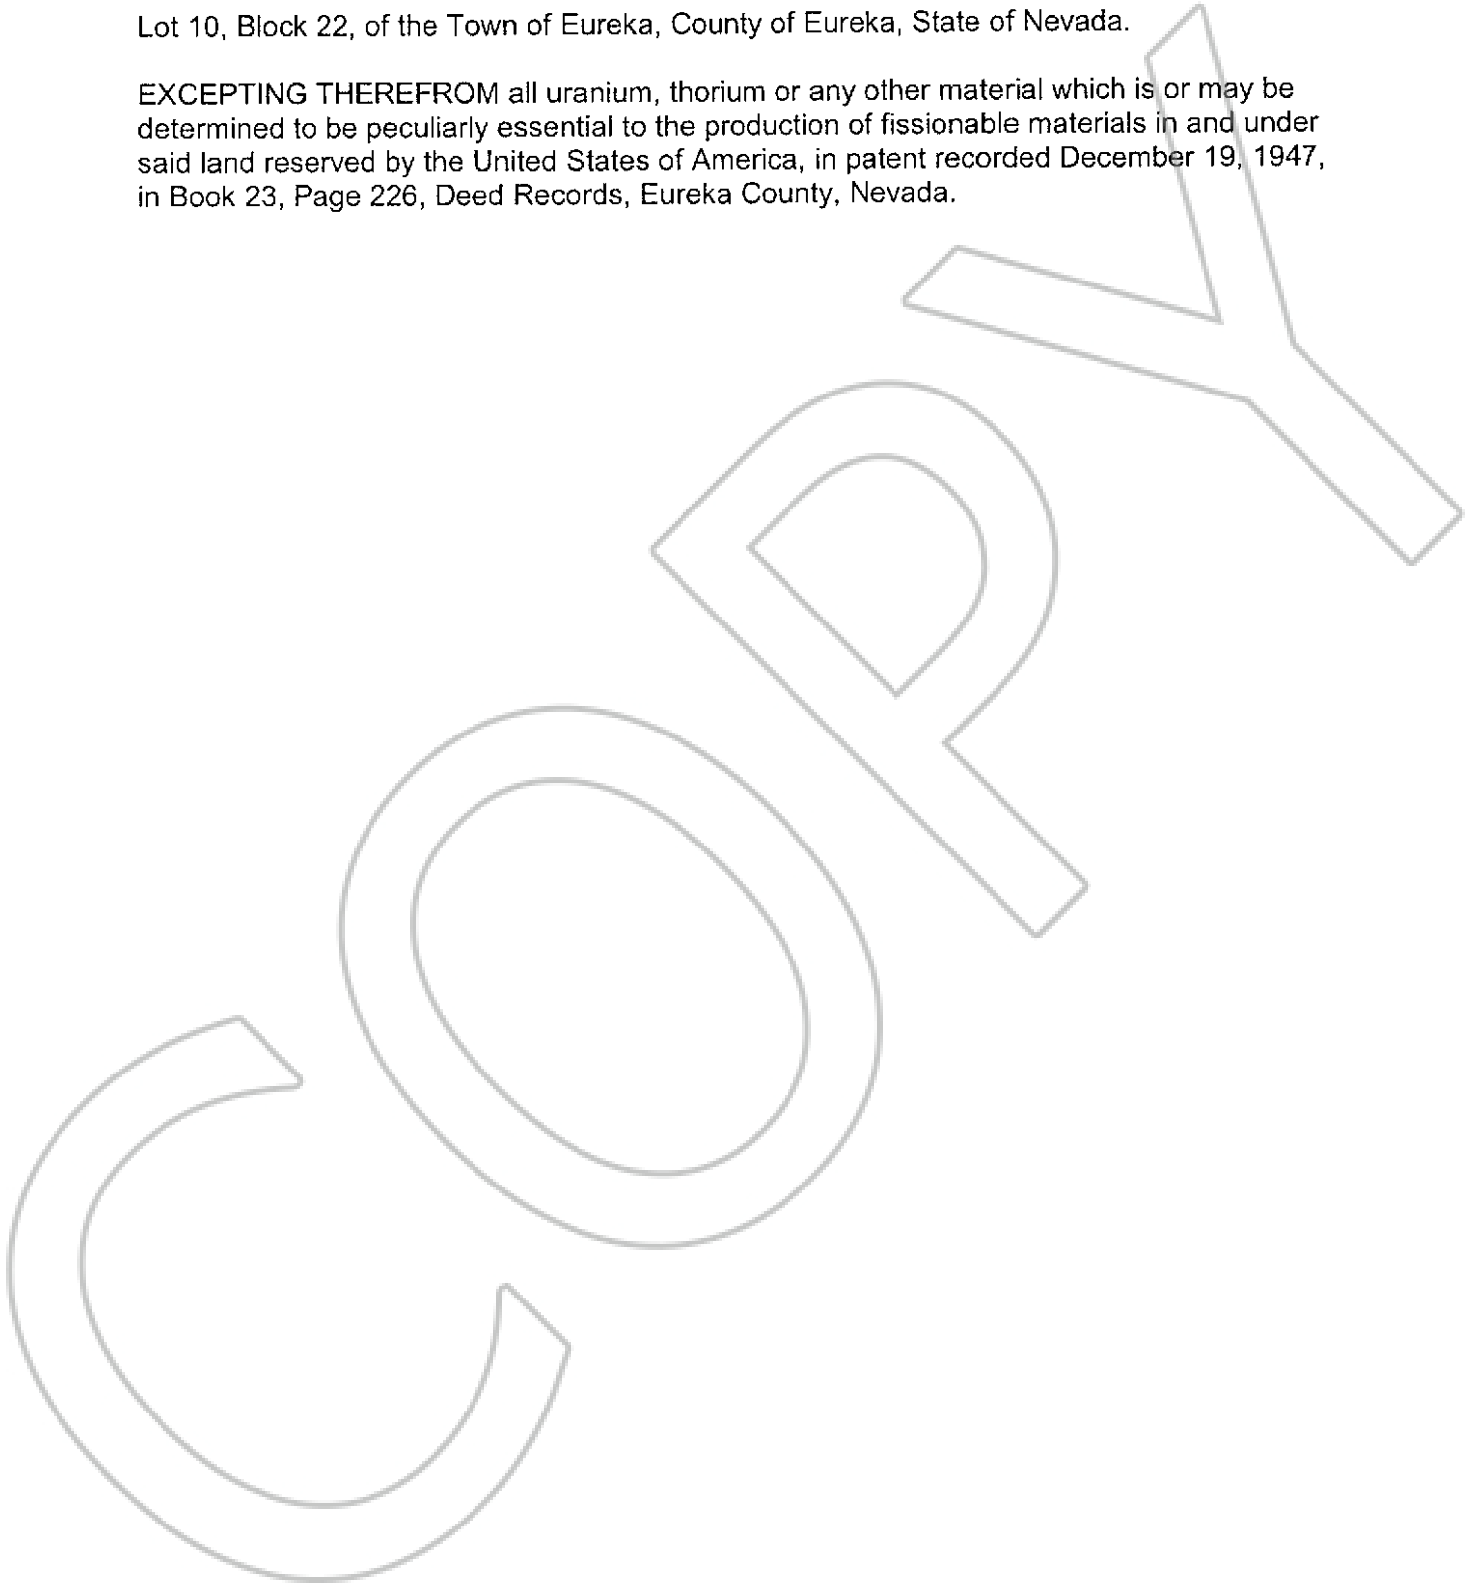 Lot 10, Block 22, of the Town of Eureka, County of Eureka, State of Nevada.
EXCEPTING THEREFROM all uranium, thorium or any other material which is or may be
determined to be peculiarly essential to the production of fissionable materials in and under
said land reserved by the United States of America, in patent recorded December 19, 1947,
in Book 23, Page 226, Deed Records, Eureka County, Nevada.
COPY